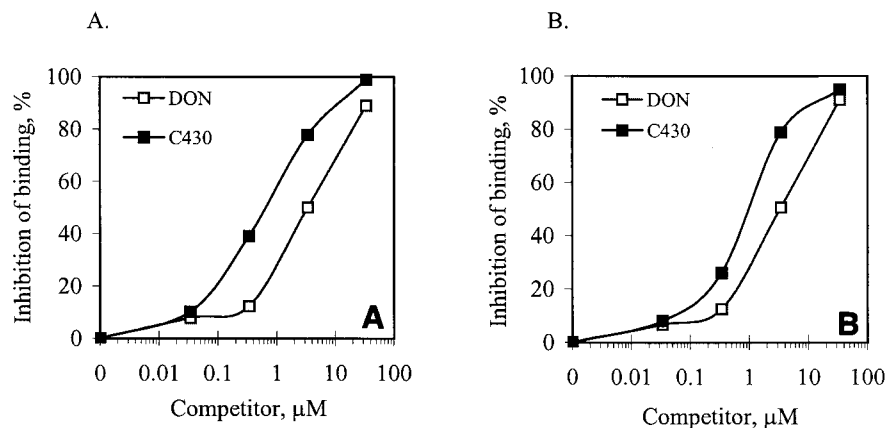 A.
100
80
60
40
20
0
Inhibition of binding, %
DON
C430
A
0 0.01 0.1 1 10 100
Competitor, µM
B.
100
80
60
40
20
0
Inhibition of binding, %
DON
C430
B
0 0.01 0.1 1 10 100
Competitor, µM